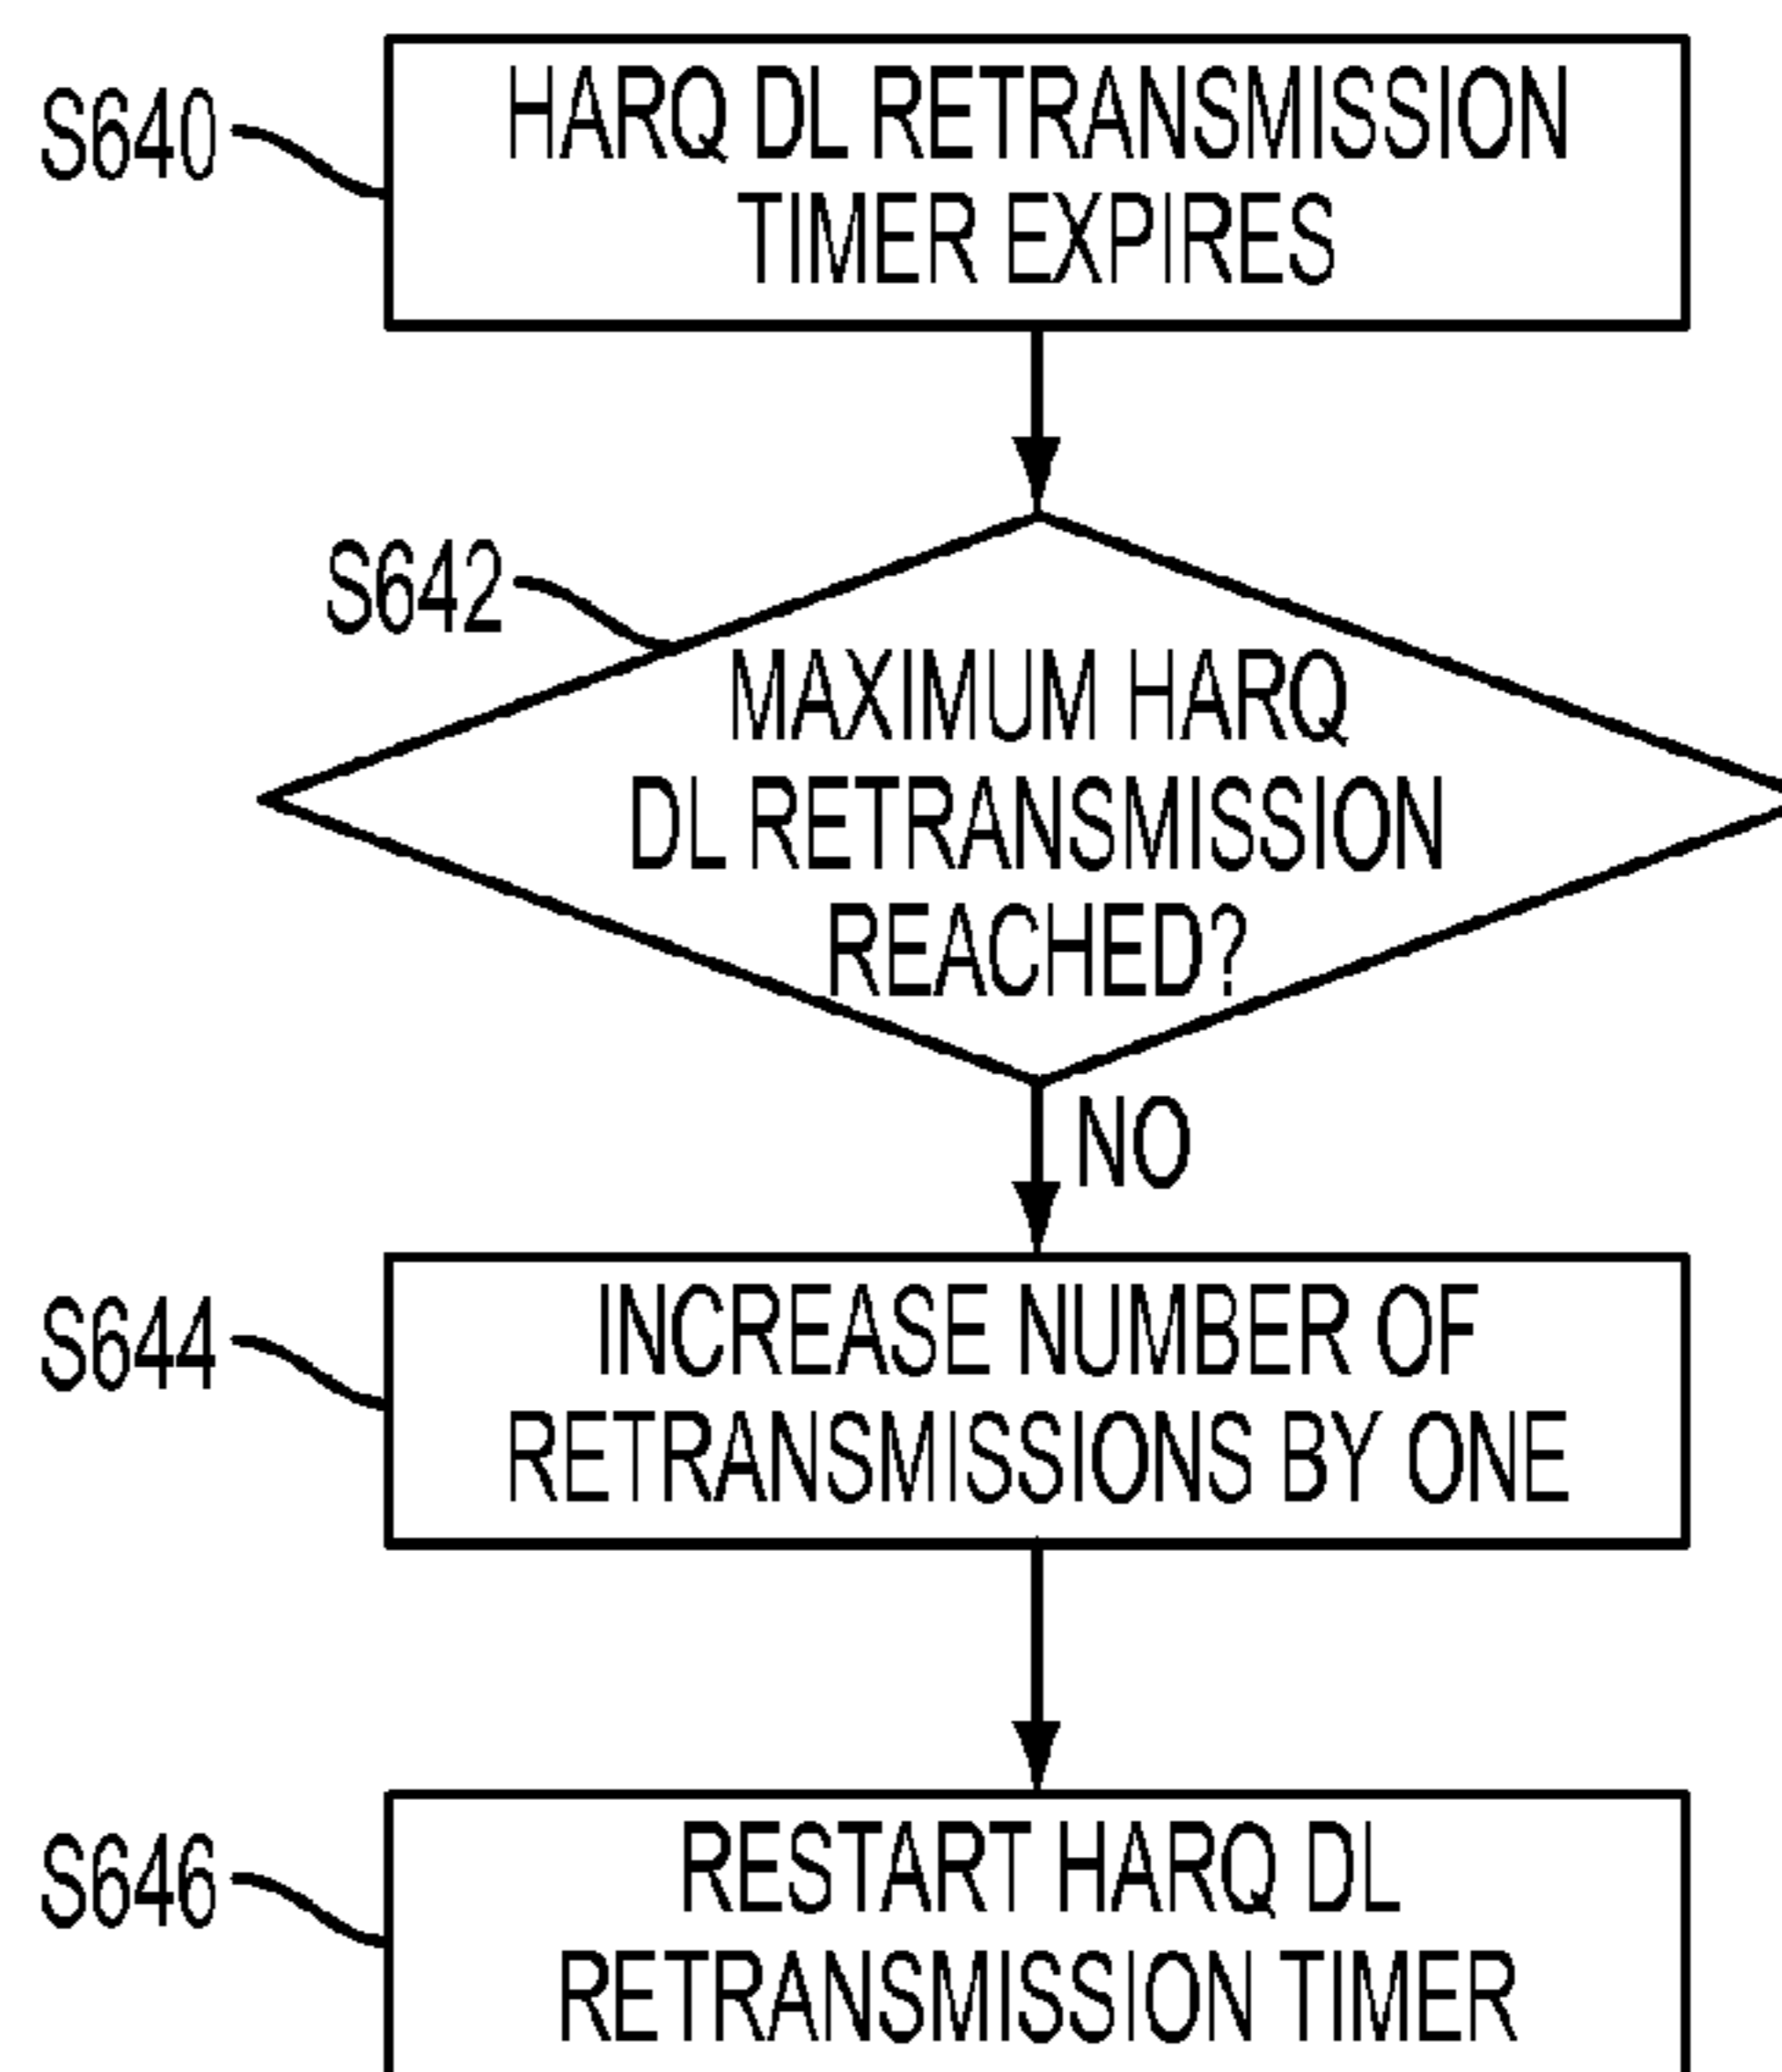 S640
HARQ DL RETRANSMISSION
TIMER EXPIRES
S642
MAXIMUM HARQ
DL RETRANSMISSION
REACHED?
NO
S644
INCREASE NUMBER OF
RETRANSMISSIONS BY ONE
S646
RESTART HARQ DL
RETRANSMISSION TIMER